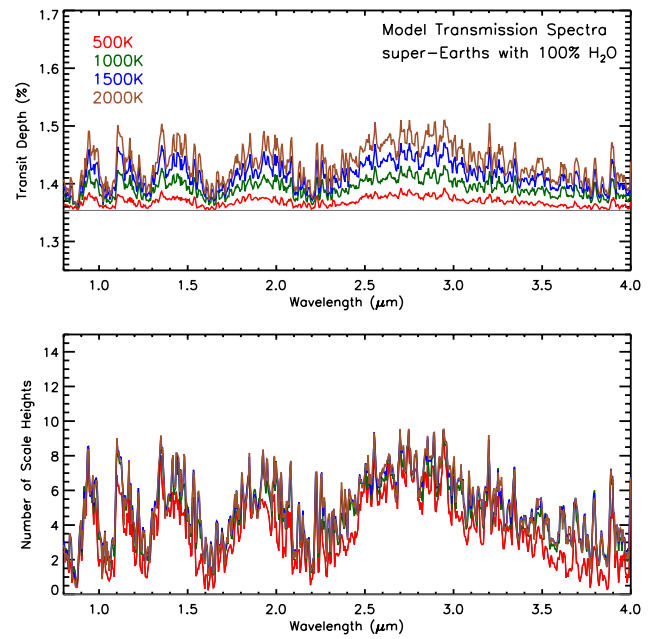 Model Transmission Spectra
super-Earths with 100% H₂O
500K
1000K
1500K
2000K
Transit Depth (%)
1.7
1.6
1.5
1.4
1.3
1.0 1.5 2.0 2.5 3.0 3.5 4.0
Wavelength (μm)
Number of Scale Heights
14
12
10
8
6
4
2
0
1.0 1.5 2.0 2.5 3.0 3.5 4.0
Wavelength (μm)